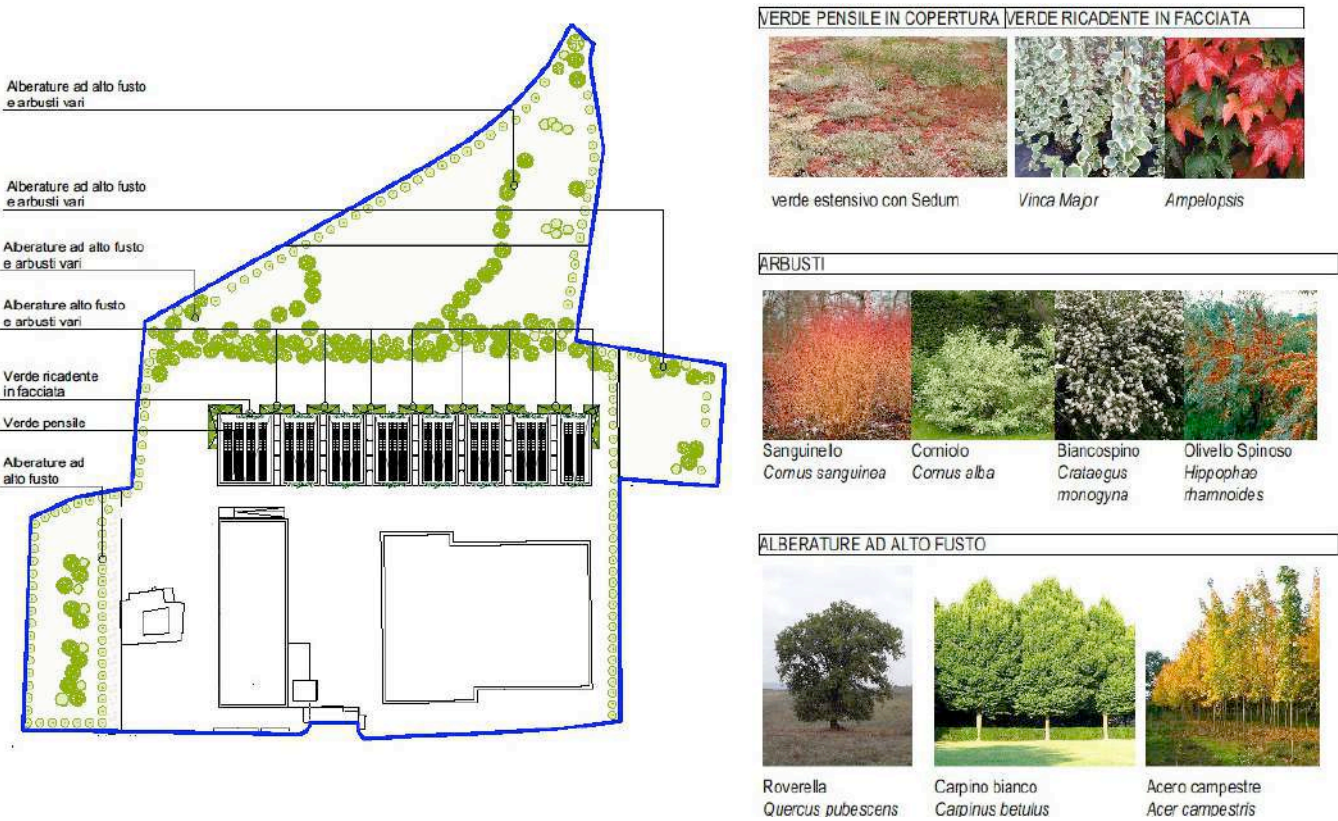 Alberature ad alto fusto
e arbusti vari
Alberature ad alto fusto
e arbusti vari
Alberature ad alto fusto
e arbusti vari
Alberature alto fusto
e arbusti vari
Verde ricadente
in facciata
Verde pensile
Alberature ad
alto fusto
VERDE PENSILE IN COPERTURA VERDE RICADENTE IN FACCIATA
verde estensivo con Sedum Vinca Major Ampelopsis
ARBUSTI
Sanguinello Corniolo Biancospino Olivello Spinoso
Cornus sanguinea Cornus alba Crataegus Hippophae
monogyna rhamnoides
ALBERATURE AD ALTO FUSTO
Roverella Carpino bianco Acero campestre
Quercus pubescens Carpinus betulus Acer campestris